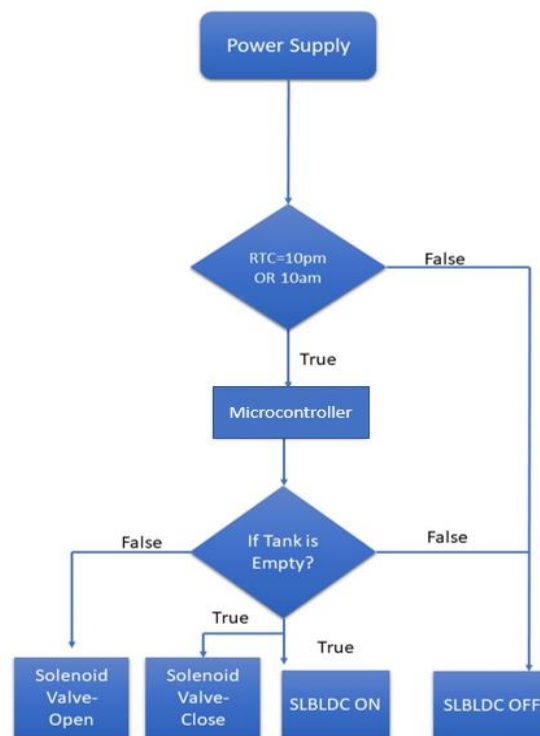 Power Supply
RTC=10pm
OR 10am
False
True
Microcontroller
False
If Tank is
Empty?
False
True
True
Solenoid
Valve-
Open
Solenoid
Valve-
Close
SLBLDC ON
SLBLDC OFF